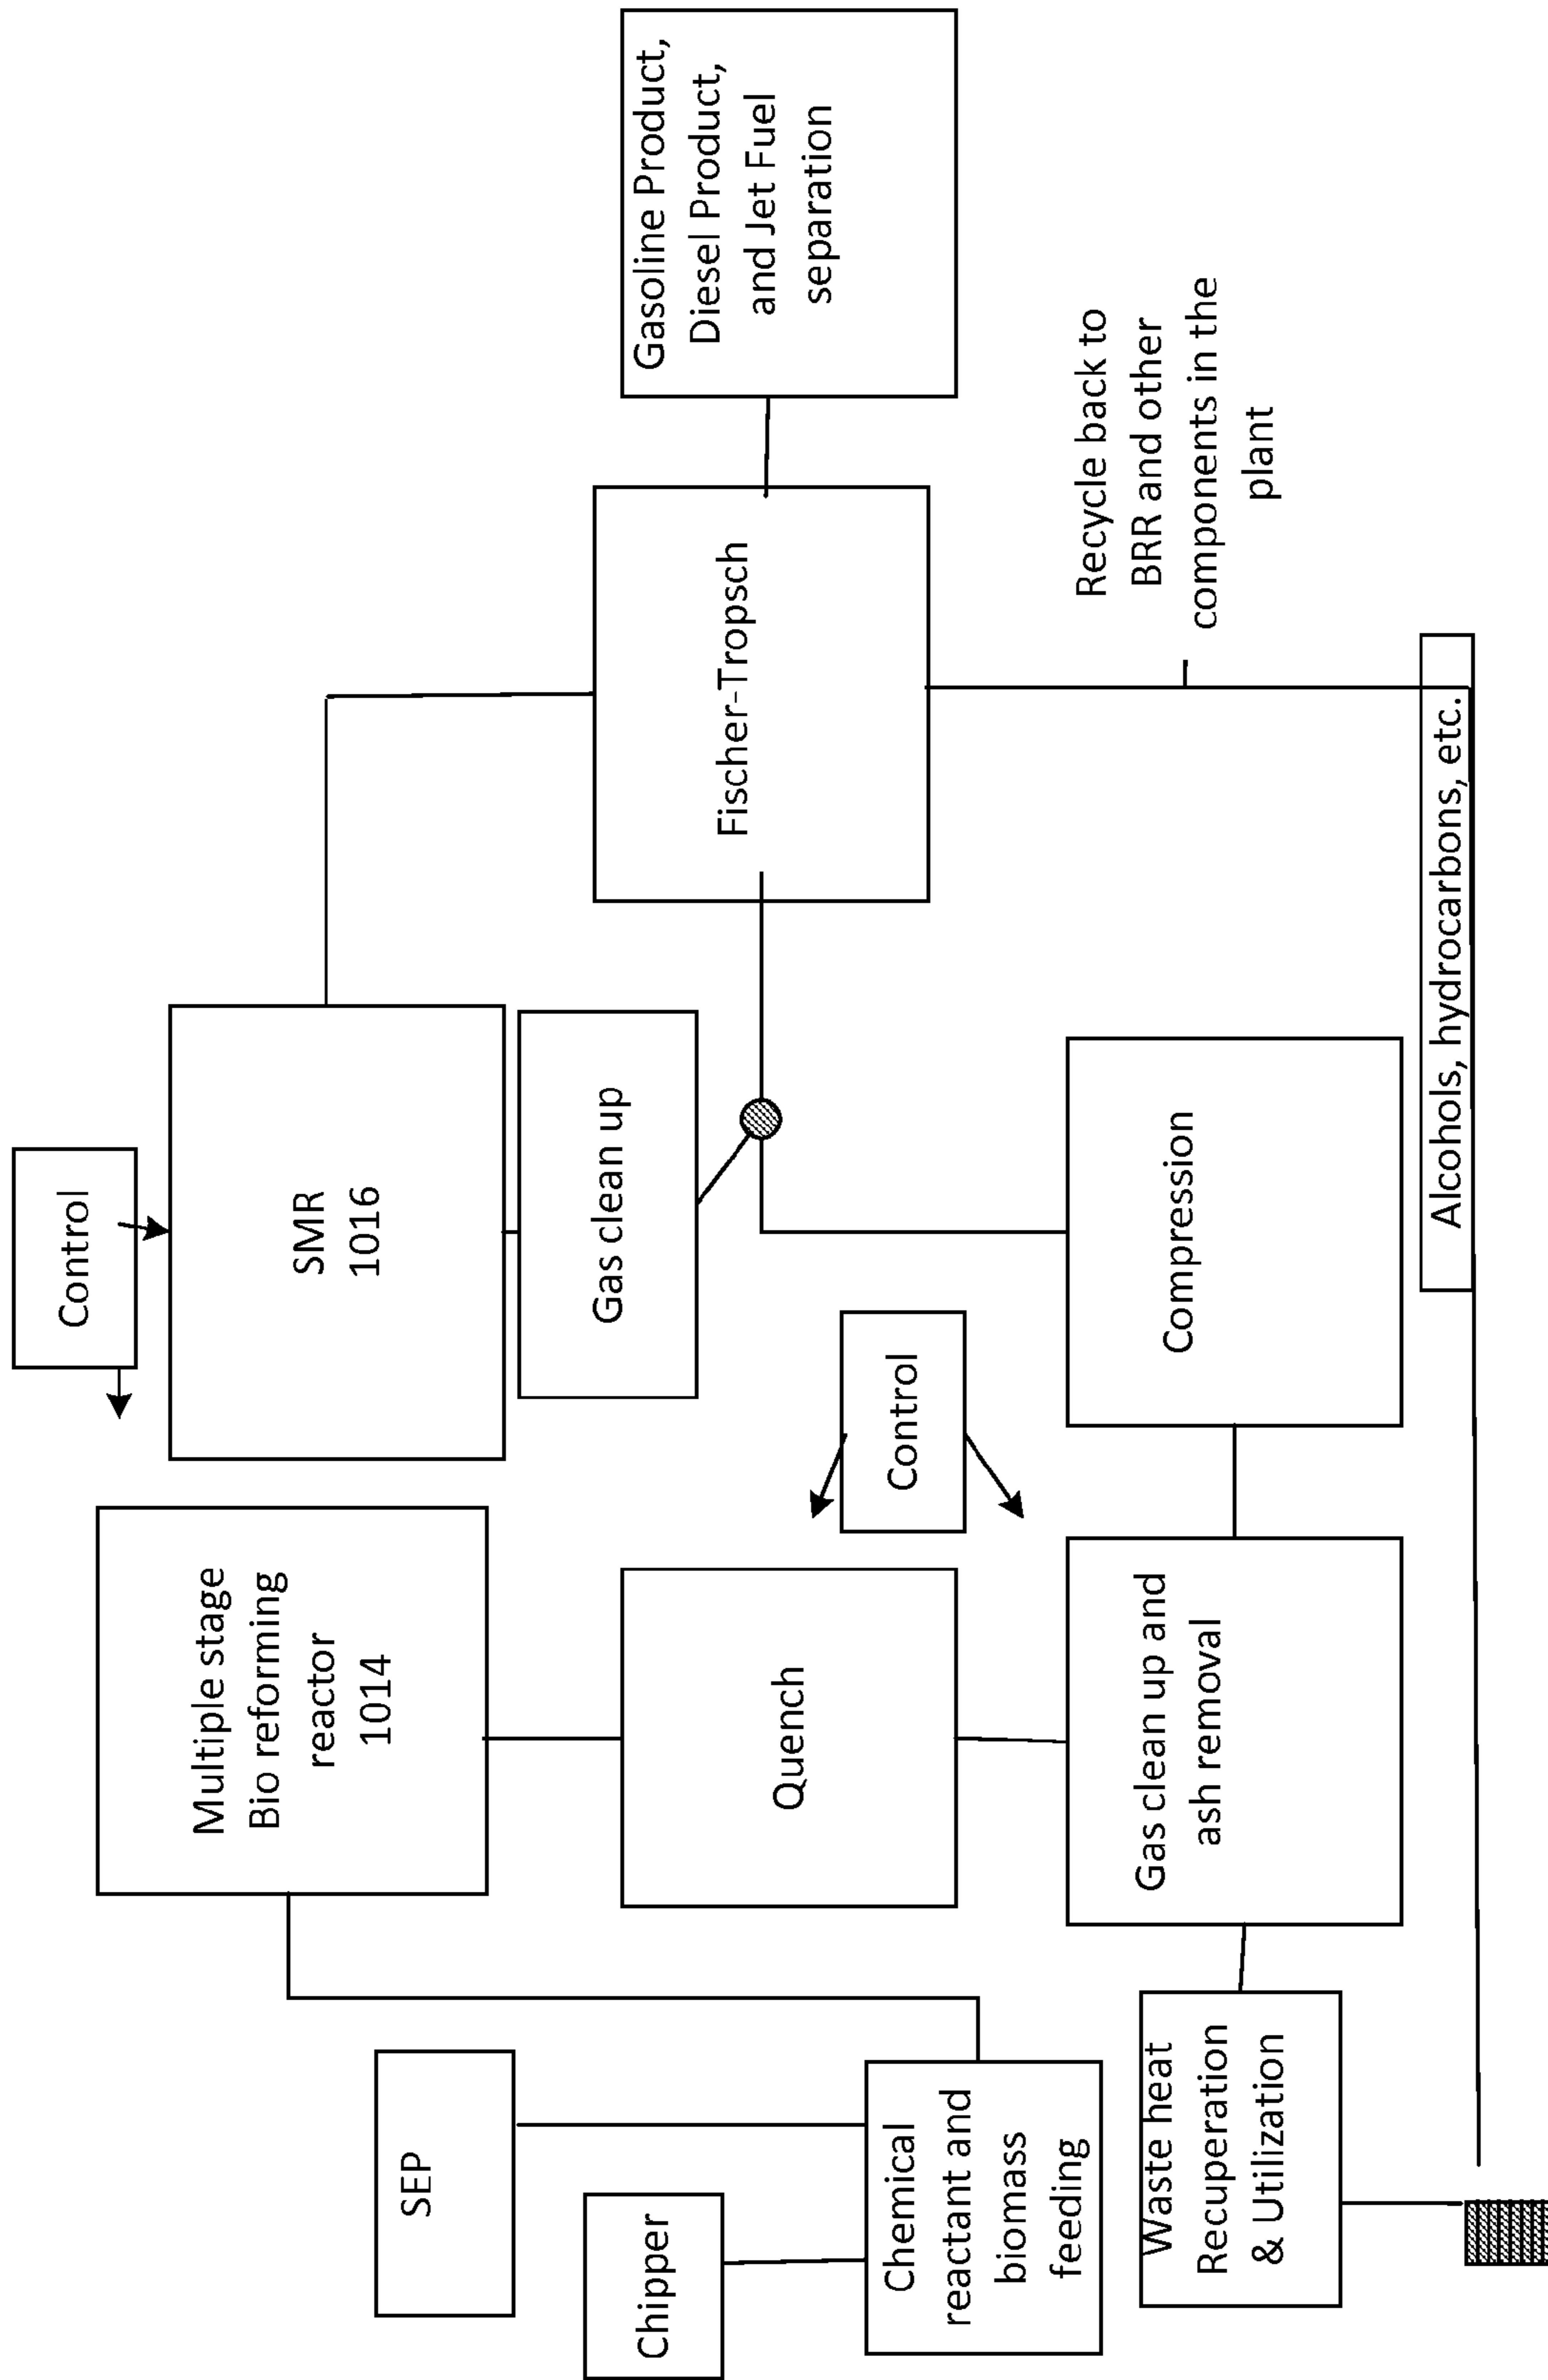 Control
Multiple stage
Bio reforming
reactor
1014
SMR
1016
SEP
Gas clean up
Chipper
Quench
Fischer-Tropsch
Gasoline Product,
Diesel Product,
and Jet Fuel
separation
Control
Chemical
reactant and
biomass
feeding
Waste heat
Recuperation
& Utilization
Gas clean up and
ash removal
Compression
Recycle back to
BRR and other
components in the
plant
Alcohols, hydrocarbons, etc.